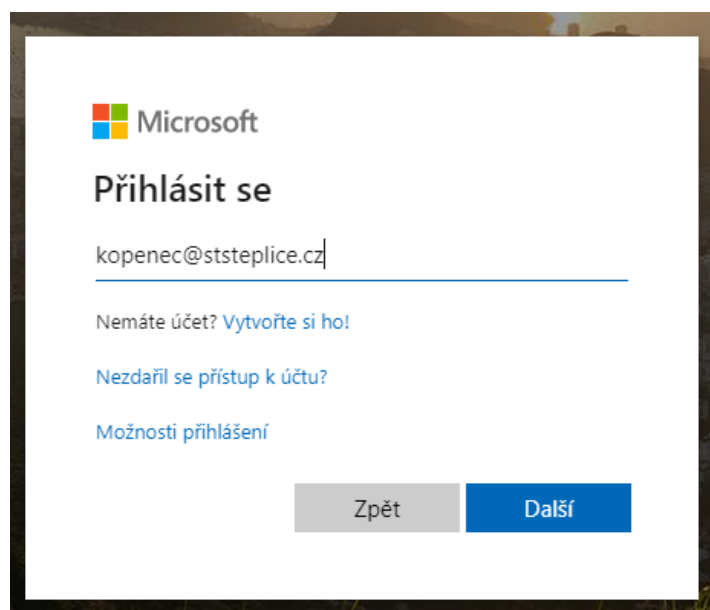 Microsoft
Přihlásit se
kopenec@ststeplice.cz
Nemáte účet? Vytvořte si ho!
Nezdařil se přístup k účtu?
Možnosti přihlášení
Zpět Další